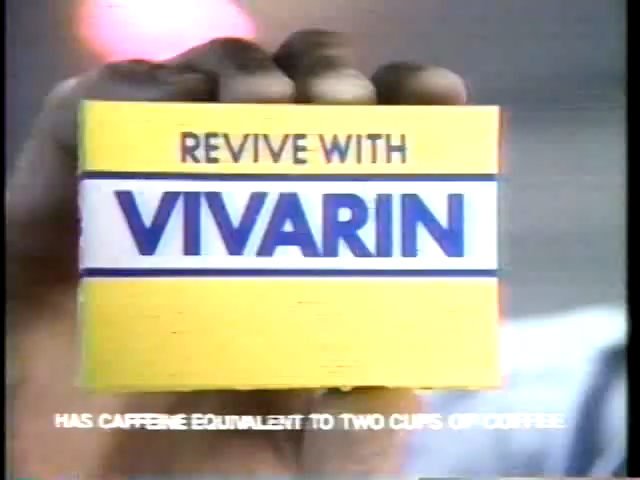 REVIVE WITH
VIVARIN
HAS CAFFEINE EQUIVALENT TO TWO CUPS OF COFFEE